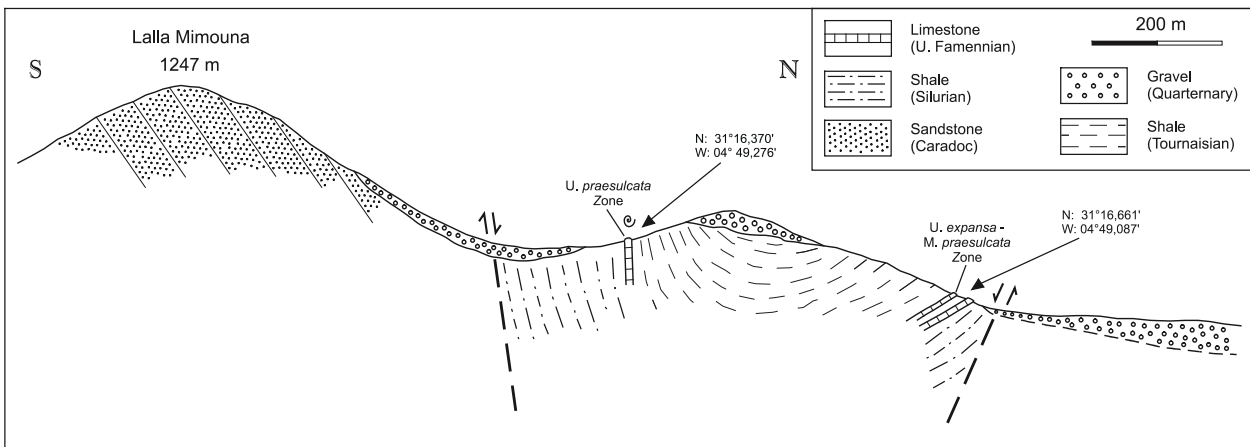 Lalla Mimouna
1247 m
S
N
N: 31°16,370'
W: 04° 49,276'
U. praesulcata
Zone
U. expansa -
M. praesulcata
Zone
N: 31°16,661'
W: 04°49,087'
Limestone
(U. Famennian)
Shale
(Silurian)
Sandstone
(Caradoc)
200 m
Gravel
(Quarternary)
Shale
(Tournaisian)